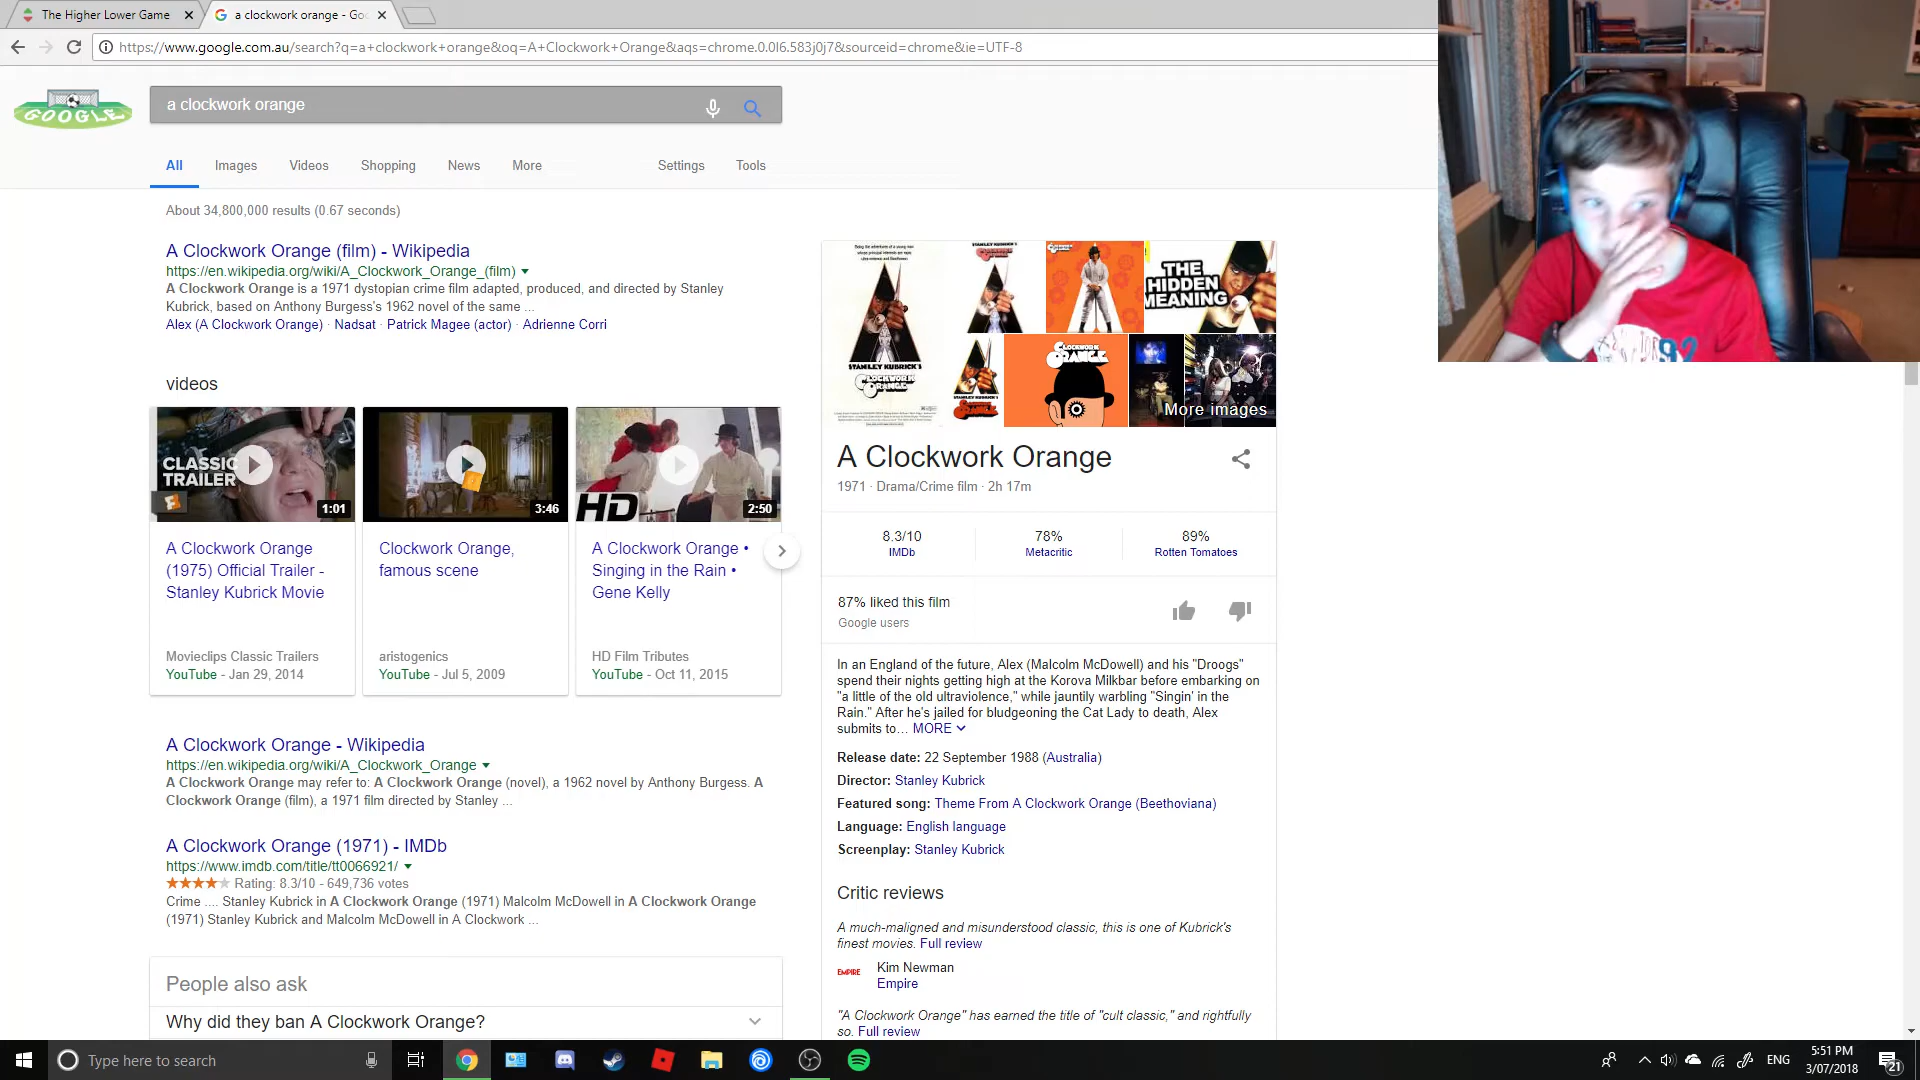 The Higher Lower Game
a clockwork orange - Goo
https://www.google.com.au/search?q=a+clockwork+orange&oq=A+Clockwork+Orange&aqs=chrome.0.0l6.583j0j7&sourceid=chrome&ie=UTF-8
GOOGLE
a clockwork orange
All Images Videos Shopping News More Settings Tools
About 34,800,000 results (0.67 seconds)
A Clockwork Orange (film) - Wikipedia
https://en.wikipedia.org/wiki/A_Clockwork_Orange_(film)
A Clockwork Orange is a 1971 dystopian crime film adapted, produced, and directed by Stanley
Kubrick, based on Anthony Burgess's 1962 novel of the same ...
Alex (A Clockwork Orange) · Nadsat · Patrick Magee (actor) · Adrienne Corri
videos
CLASSIC
TRAILER
1:01
3:46
HD
2:50
A Clockwork Orange
(1975) Official Trailer -
Stanley Kubrick Movie
Movieclips Classic Trailers
YouTube - Jan 29, 2014
Clockwork Orange,
famous scene
aristogenics
YouTube - Jul 5, 2009
A Clockwork Orange •
Singing in the Rain •
Gene Kelly
HD Film Tributes
YouTube - Oct 11, 2015
A Clockwork Orange - Wikipedia
https://en.wikipedia.org/wiki/A_Clockwork_Orange
A Clockwork Orange may refer to: A Clockwork Orange (novel), a 1962 novel by Anthony Burgess. A
Clockwork Orange (film), a 1971 film directed by Stanley ...
A Clockwork Orange (1971) - IMDb
https://www.imdb.com/title/tt0066921/
Rating: 8.3/10 - 649,736 votes
Crime .... Stanley Kubrick in A Clockwork Orange (1971) Malcolm McDowell in A Clockwork Orange
(1971) Stanley Kubrick and Malcolm McDowell in A Clockwork ...
People also ask
Why did they ban A Clockwork Orange?
STANLEY KUBRICK'S
CLOCKWORK
ORANGE
THE
HIDDEN
MEANING
CLOCKWORK
ORANGE
More images
A Clockwork Orange
1971 · Drama/Crime film · 2h 17m
8.3/10
IMDb
78%
Metacritic
89%
Rotten Tomatoes
87% liked this film
Google users
In an England of the future, Alex (Malcolm McDowell) and his "Droogs"
spend their nights getting high at the Korova Milkbar before embarking on
"a little of the old ultraviolence," while jauntily warbling "Singin' in the
Rain." After he's jailed for bludgeoning the Cat Lady to death, Alex
submits to… MORE
Release date: 22 September 1988 (Australia)
Director: Stanley Kubrick
Featured song: Theme From A Clockwork Orange (Beethoviana)
Language: English language
Screenplay: Stanley Kubrick
Critic reviews
A much-maligned and misunderstood classic, this is one of Kubrick's
finest movies. Full review
EMPIRE
Kim Newman
Empire
"A Clockwork Orange" has earned the title of "cult classic," and rightfully
so. Full review
92
Type here to search
ENG
5:51 PM
3/07/2018
21